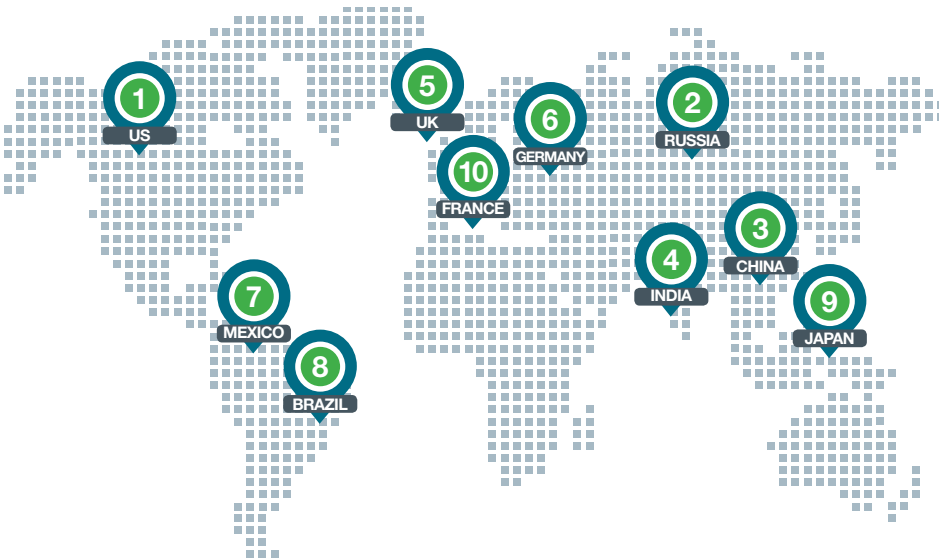 1
US
5
UK
6
GERMANY
2
RUSSIA
10
FRANCE
3
CHINA
4
INDIA
7
MEXICO
9
JAPAN
8
BRAZIL